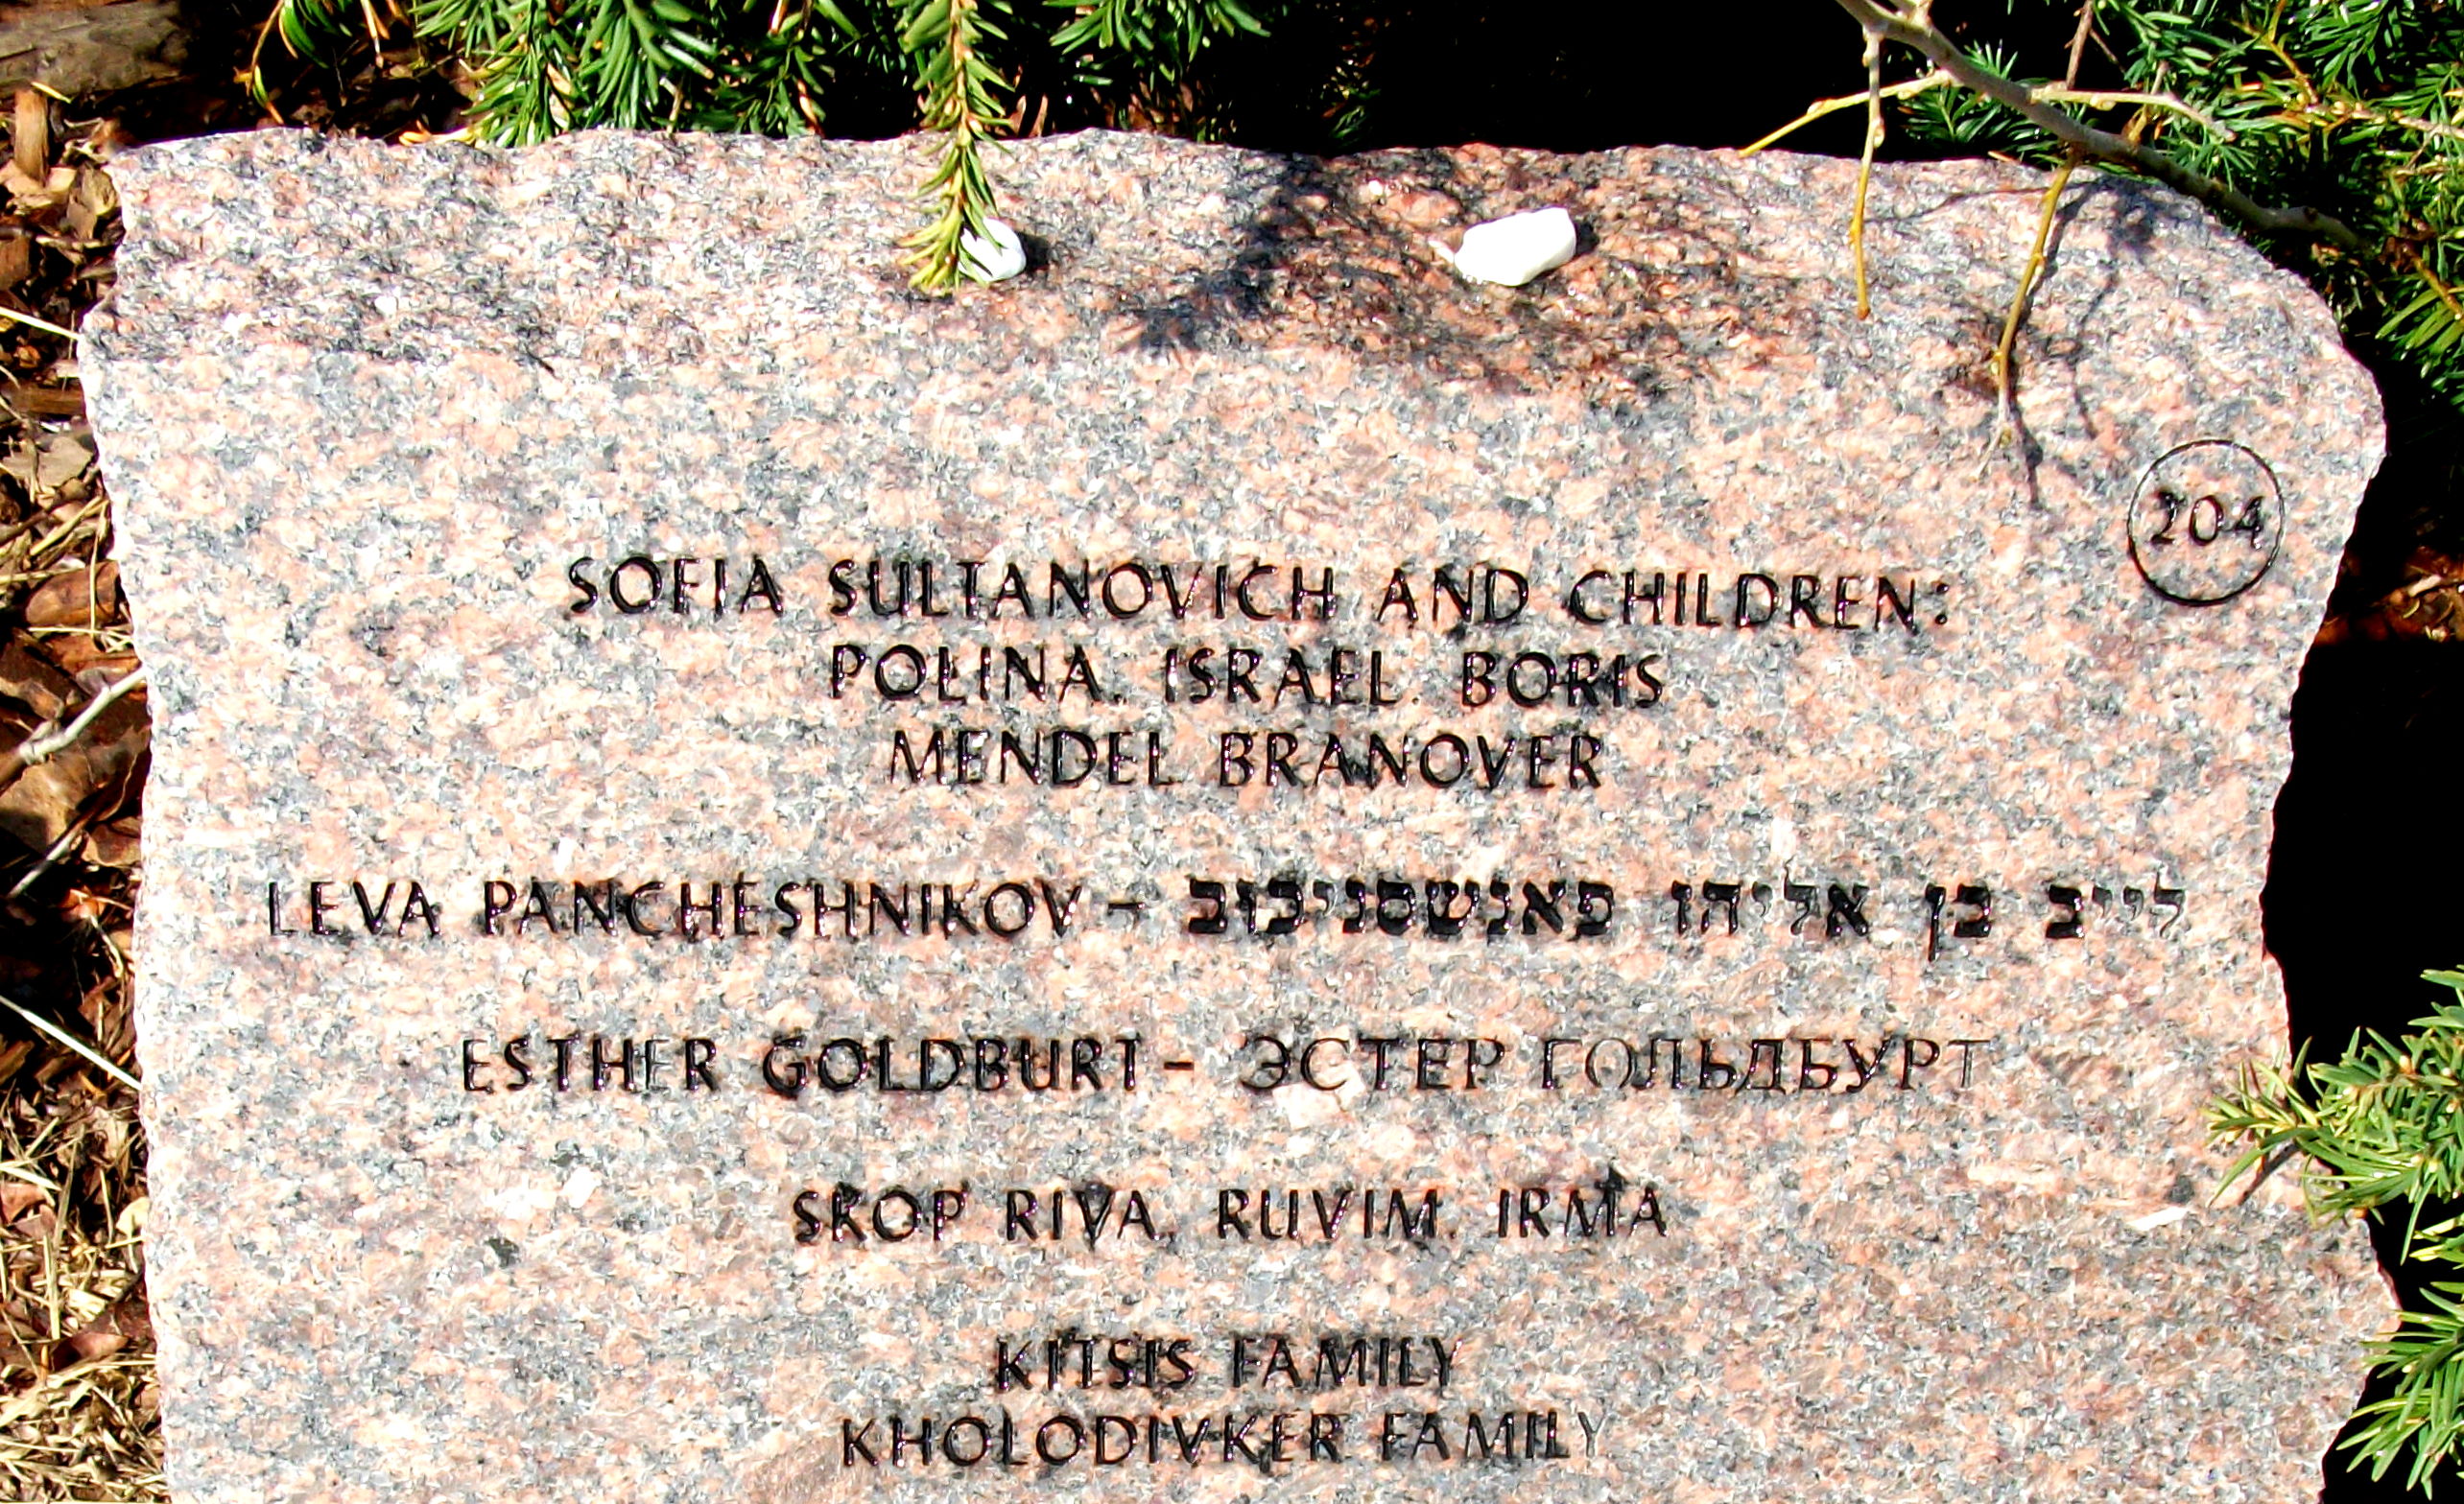 204
SOFIA SULTANOVICH AND CHILDREN:
POLINA, ISRAEL, BORIS
MENDEL BRANOVER
LEVA PANCHESHNIKOV - לייב בן אליהו פאנשסניכוב
ESTHER GOLDBURT - ЭСТЕР ГОЛЬДБУРТ
SKOP RIVA, RUVIM, IRMA
KITSIS FAMILY
KHOLODIVKER FAMILY